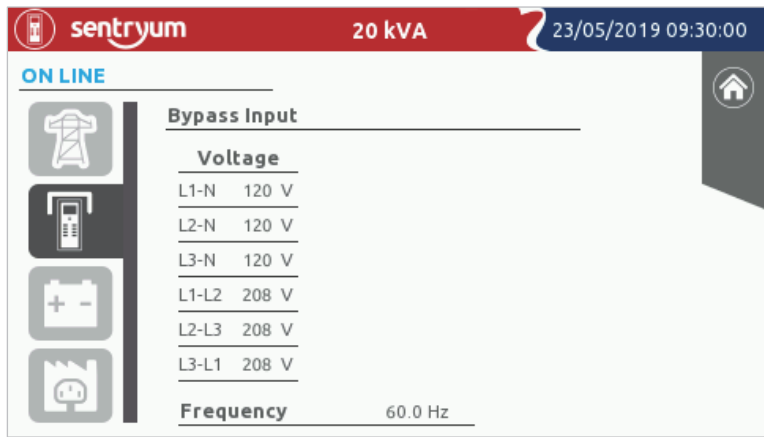 sentryum 20 kVA 23/05/2019 09:30:00
ON LINE
Bypass Input
Voltage
L1-N 120 V
L2-N 120 V
L3-N 120 V
L1-L2 208 V
L2-L3 208 V
L3-L1 208 V
Frequency 60.0 Hz